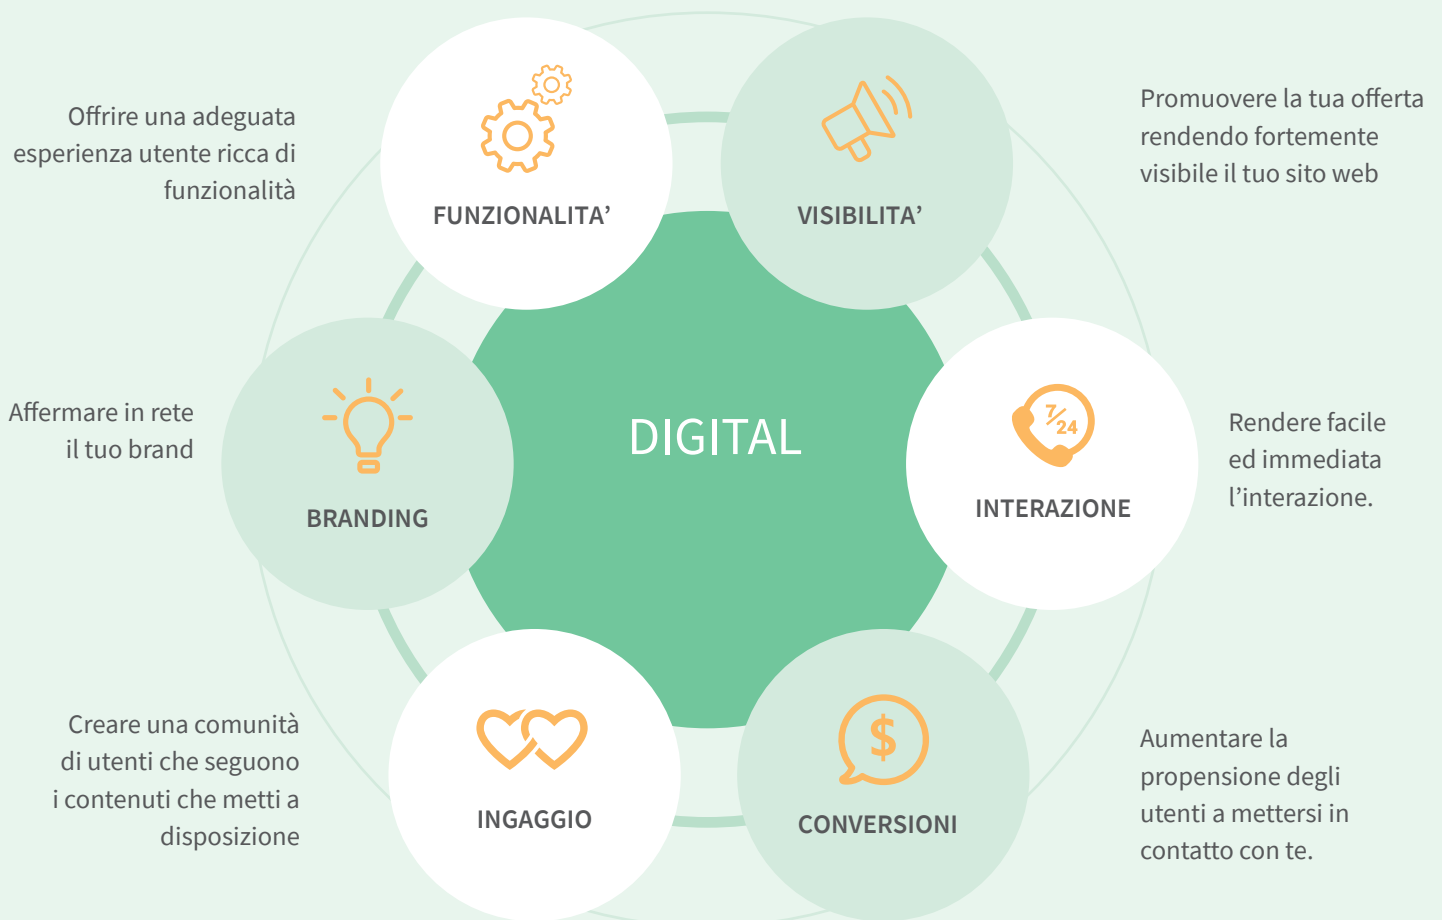 Offrire una adeguata
esperienza utente ricca di
funzionalità
FUNZIONALITA’
VISIBILITA’
Promuovere la tua offerta
rendendo fortemente
visibile il tuo sito web
Affermare in rete
il tuo brand
BRANDING
DIGITAL
7/24
INTERAZIONE
Rendere facile
ed immediata
l’interazione.
Creare una comunità
di utenti che seguono
i contenuti che metti a
disposizione
INGAGGIO
$
CONVERSIONI
Aumentare la
propensione degli
utenti a mettersi in
contatto con te.